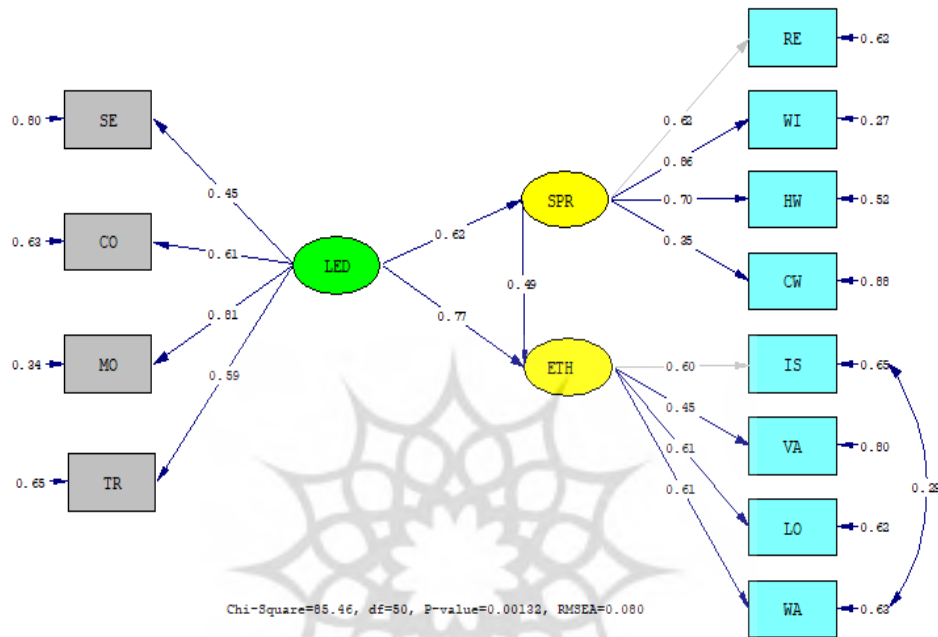 RE
0.62
0.80
SE
WI
0.27
0.62
0.86
0.45
SPR
HW
0.52
0.70
0.63
CO
0.62
0.35
0.61
LED
CW
0.88
0.49
0.81
0.77
0.34
MO
ETH
0.60
IS
0.65
0.59
0.45
VA
0.80
0.61
0.61
0.65
TR
0.28
LO
0.62
Chi-Square=85.46, df=50, P-value=0.00132, RMSEA=0.080
WA
0.63